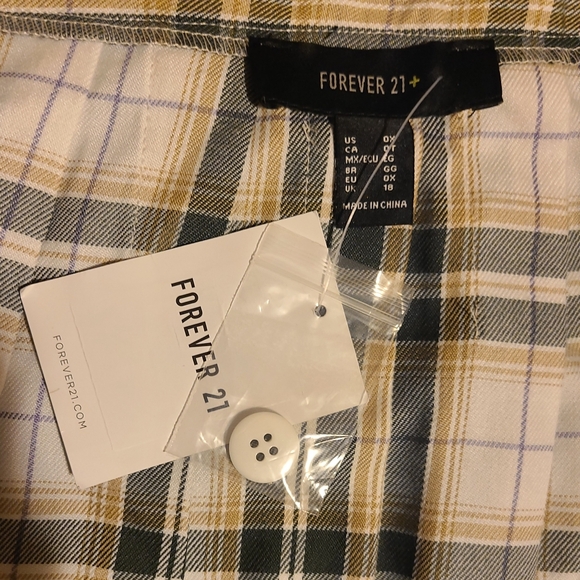 FOREVER 21+
US 0X
CA 0T
MX/ECU EG
BR GG
EU 0X
UK 18
MADE IN CHINA
FOREVER 21
FOREVER21.COM